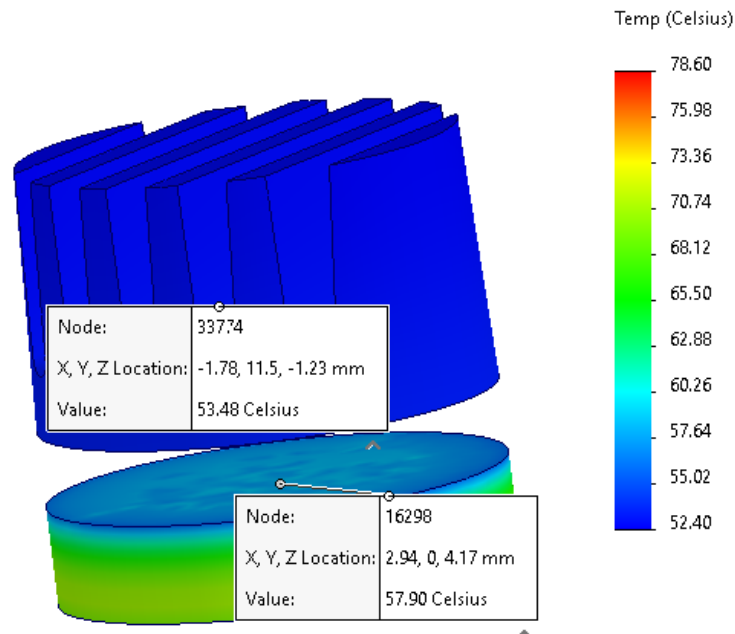 Temp (Celsius)
78.60
75.98
73.36
70.74
68.12
65.50
62.88
60.26
57.64
55.02
52.40
Node: 33774
X, Y, Z Location: -1.78, 11.5, -1.23 mm
Value: 53.48 Celsius
Node: 16298
X, Y, Z Location: 2.94, 0, 4.17 mm
Value: 57.90 Celsius